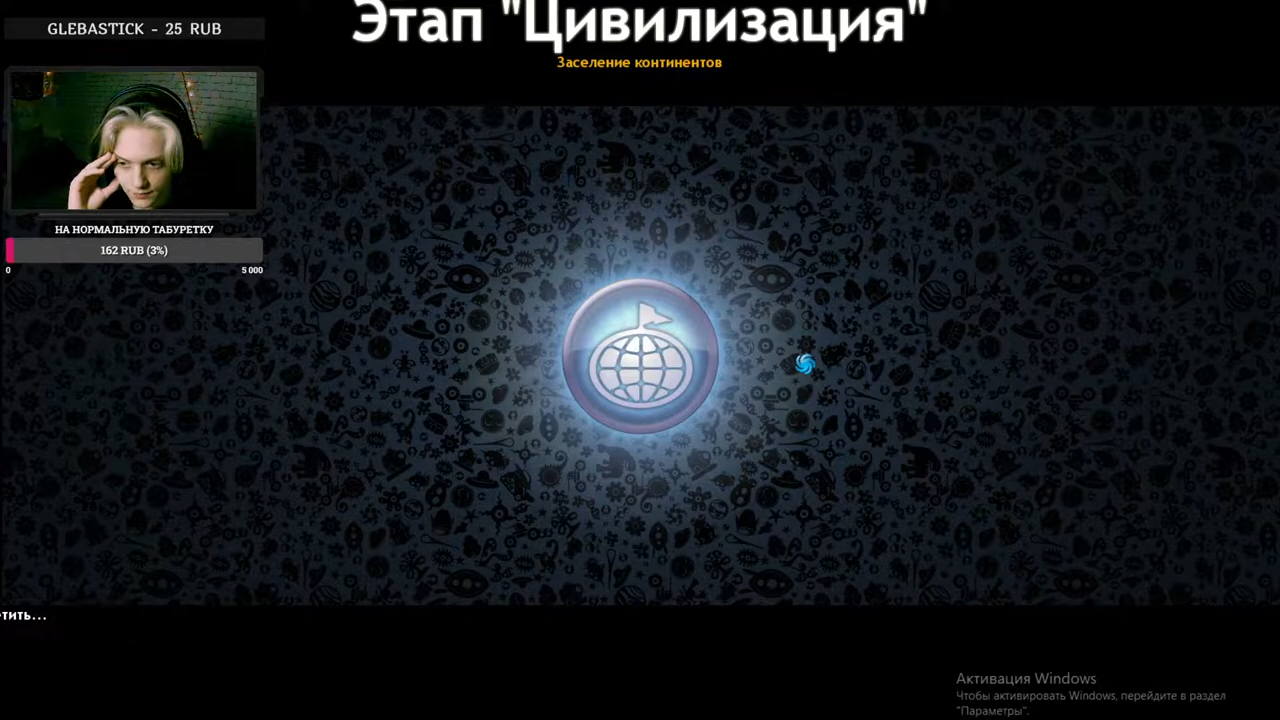 Этап "Цивилизация"
GLEBASTICK - 25 RUB
Заселение континентов
НА НОРМАЛЬНУЮ ТАБУРЕТКУ
162 RUB (3%)
0 5 000
тить...
Активация Windows
Чтобы активировать Windows, перейдите в раздел
"Параметры".